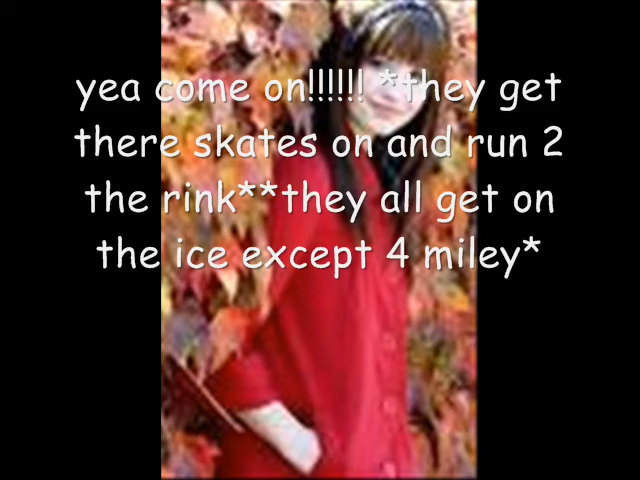 yea come on!!!!!! *they get
there skates on and run 2
the rink**they all get on
the ice except 4 miley*